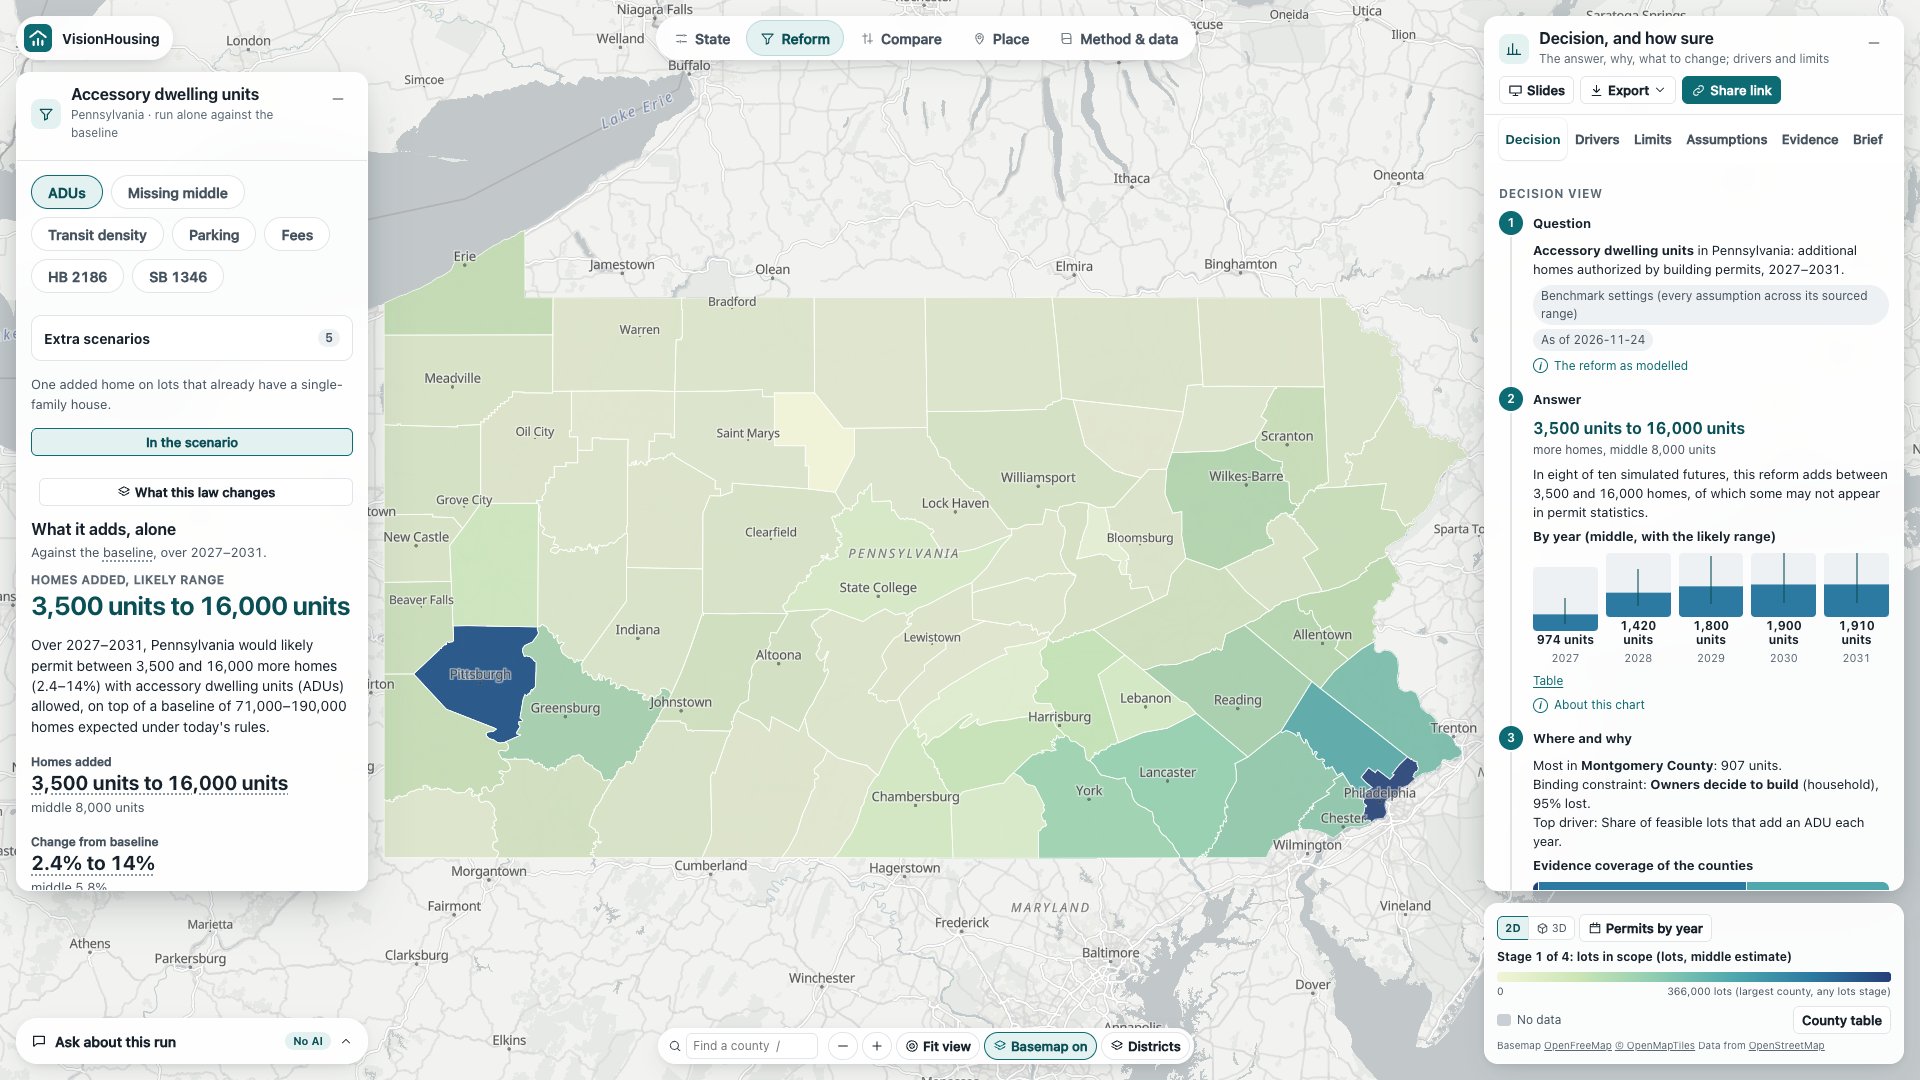 VisionHousing
State
Reform
Compare
Place
Method & data
Accessory dwelling units
Pennsylvania · run alone against the
baseline
ADUs
Missing middle
Transit density
Parking
Fees
HB 2186
SB 1346
Extra scenarios
5
One added home on lots that already have a single-
family house.
In the scenario
What this law changes
What it adds, alone
Against the baseline, over 2027–2031.
HOMES ADDED, LIKELY RANGE
3,500 units to 16,000 units
Over 2027–2031, Pennsylvania would likely
permit between 3,500 and 16,000 more homes
(2.4–14%) with accessory dwelling units (ADUs)
allowed, on top of a baseline of 71,000–190,000
homes expected under today's rules.
Homes added
3,500 units to 16,000 units
middle 8,000 units
Change from baseline
2.4% to 14%
middle 5.8%
Ask about this run
No AI
Niagara Falls
Oneida
Utica
London
Welland
Ilion
Buffalo
Simcoe
Lake Erie
Ithaca
Oneonta
Erie
Jamestown
Olean
Elmira
Binghamton
Bradford
Warren
Meadville
Oil City
Saint Marys
Scranton
Williamsport
Wilkes-Barre
Grove City
Lock Haven
New Castle
Clearfield
Bloomsburg
PENNSYLVANIA
State College
Beaver Falls
Indiana
Lewistown
Allentown
Altoona
Pittsburgh
Greensburg
Johnstown
Lebanon
Reading
Harrisburg
Trenton
Lancaster
York
Chambersburg
Philadelphia
Chester
Wilmington
Cumberland
Hagerstown
Morgantown
Fairmont
MARYLAND
Vineland
Marietta
Frederick
Athens
Parkersburg
Clarksburg
Baltimore
Winchester
Dover
Elkins
Annapolis
Find a county /
Fit view
Basemap on
Districts
Decision, and how sure
The answer, why, what to change; drivers and limits
Slides
Export
Share link
Decision
Drivers
Limits
Assumptions
Evidence
Brief
DECISION VIEW
1
Question
Accessory dwelling units in Pennsylvania: additional
homes authorized by building permits, 2027–2031.
Benchmark settings (every assumption across its sourced
range)
As of 2026-11-24
The reform as modelled
2
Answer
3,500 units to 16,000 units
more homes, middle 8,000 units
In eight of ten simulated futures, this reform adds between
3,500 and 16,000 homes, of which some may not appear
in permit statistics.
By year (middle, with the likely range)
974 units
1,420 units
1,800 units
1,900 units
1,910 units
2027
2028
2029
2030
2031
Table
About this chart
3
Where and why
Most in Montgomery County: 907 units.
Binding constraint: Owners decide to build (household),
95% lost.
Top driver: Share of feasible lots that add an ADU each
year.
Evidence coverage of the counties
2D
3D
Permits by year
Stage 1 of 4: lots in scope (lots, middle estimate)
0
366,000 lots (largest county, any lots stage)
No data
County table
Basemap OpenFreeMap © OpenMapTiles Data from OpenStreetMap